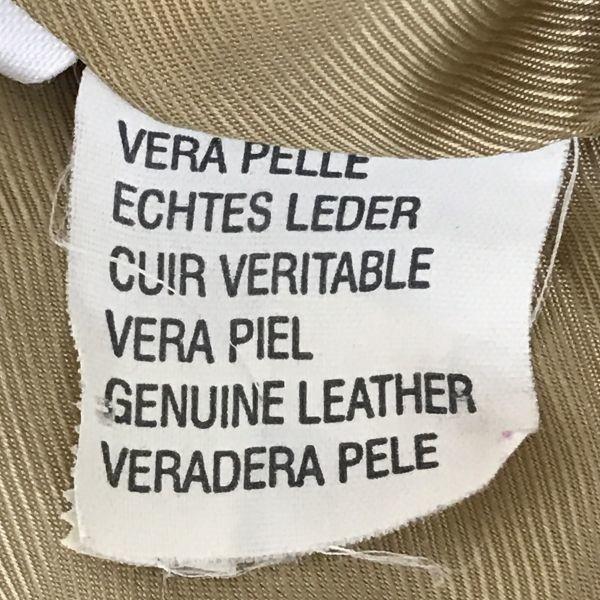 VERA PELLE
ECHTES LEDER
CUIR VERITABLE
VERA PIEL
GENUINE LEATHER
VERADERA PELE